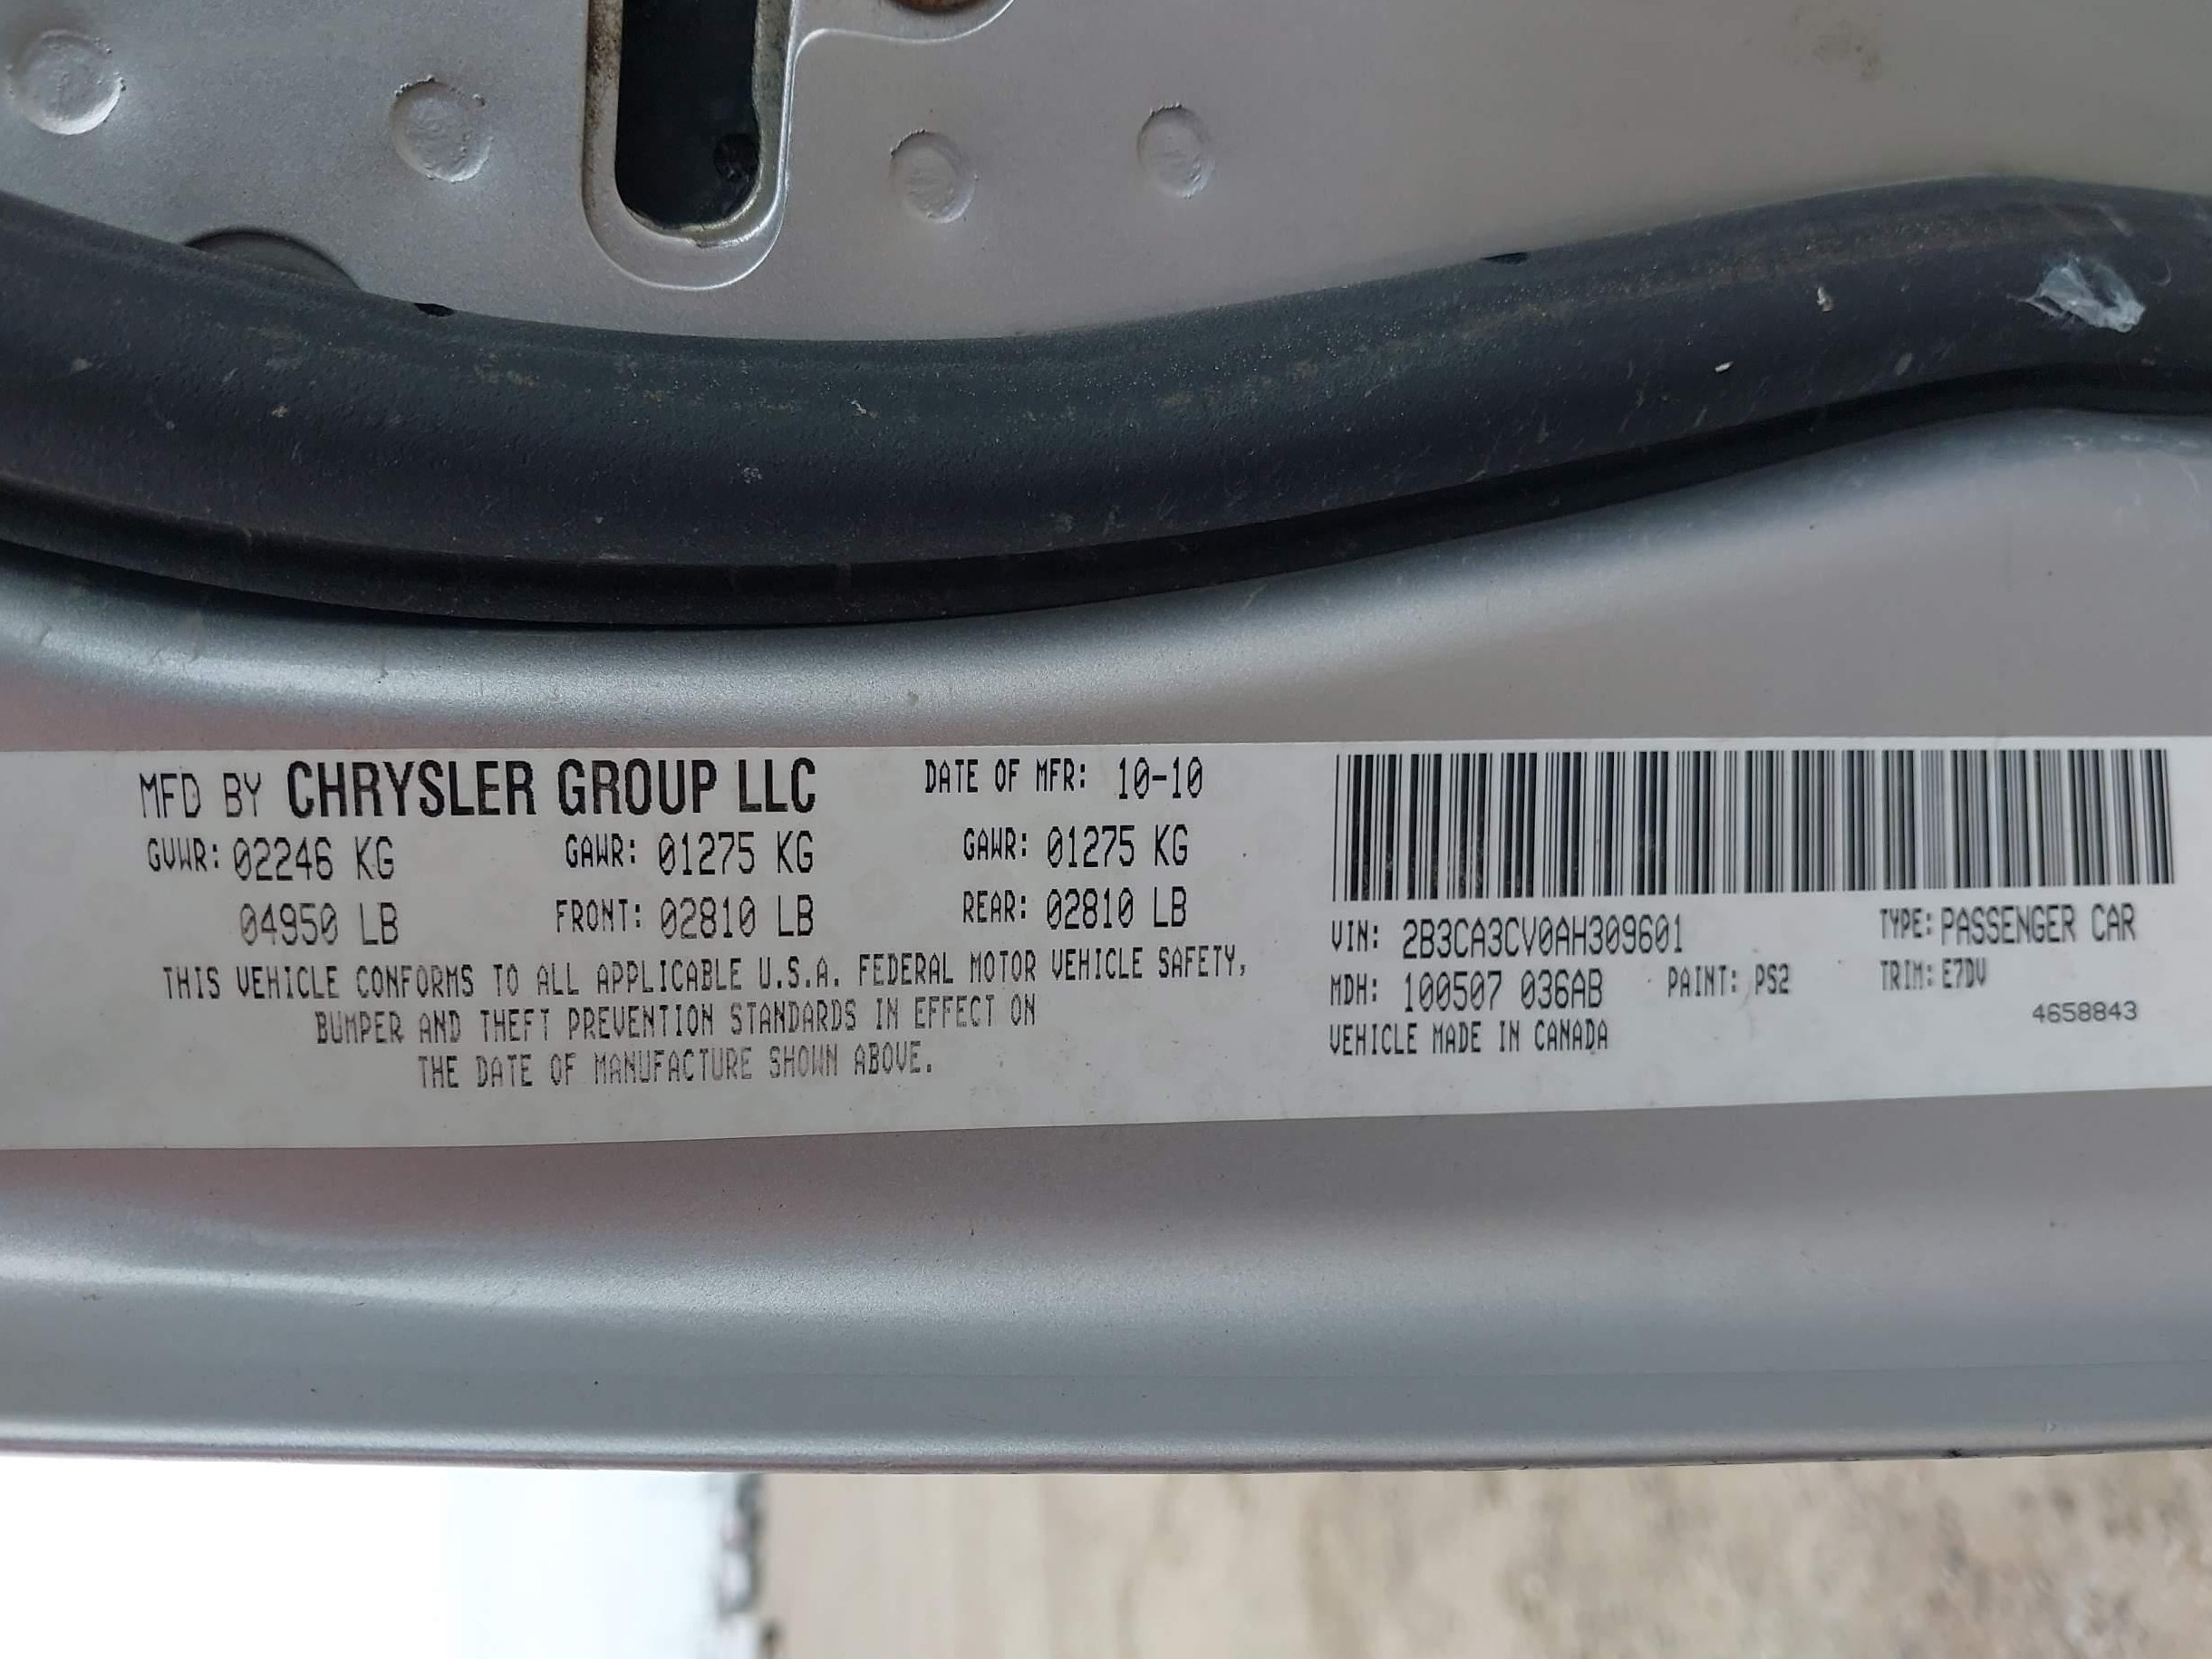 MFD BY CHRYSLER GROUP LLC DATE OF MFR: 10-10
GVWR: 02246 KG GAWR: 01275 KG GAWR: 01275 KG
04950 LB FRONT: 02810 LB REAR: 02810 LB
THIS VEHICLE CONFORMS TO ALL APPLICABLE U.S.A. FEDERAL MOTOR VEHICLE SAFETY,
BUMPER AND THEFT PREVENTION STANDARDS IN EFFECT ON
THE DATE OF MANUFACTURE SHOWN ABOVE.
VIN: 2B3CA3CV0AH309601 TYPE: PASSENGER CAR
MDH: 100507 036AB PAINT: PS2 TRIM: E7DV
VEHICLE MADE IN CANADA 4658843